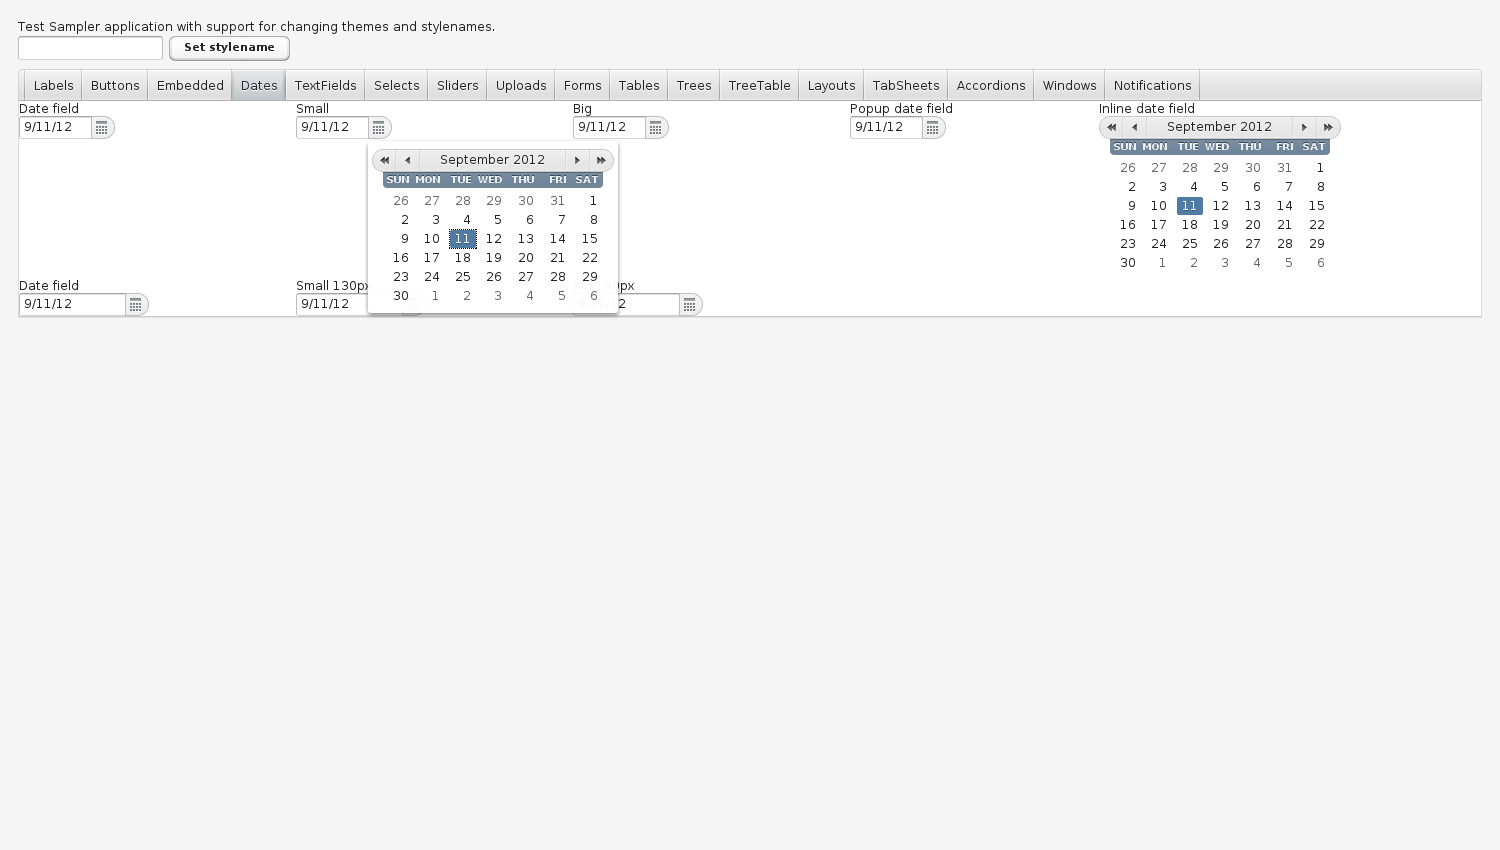 Test Sampler application with support for changing themes and stylenames.
Set stylename
Labels Buttons Embedded Dates TextFields Selects Sliders Uploads Forms Tables Trees TreeTable Layouts TabSheets Accordions Windows Notifications
Date field Small Big Popup date field Inline date field
9/11/12 9/11/12 9/11/12 9/11/12
September 2012
SUN MON TUE WED THU FRI SAT
26 27 28 29 30 31 1
2 3 4 5 6 7 8
9 10 11 12 13 14 15
16 17 18 19 20 21 22
23 24 25 26 27 28 29
30 1 2 3 4 5 6
September 2012
SUN MON TUE WED THU FRI SAT
26 27 28 29 30 31 1
2 3 4 5 6 7 8
9 10 11 12 13 14 15
16 17 18 19 20 21 22
23 24 25 26 27 28 29
30 1 2 3 4 5 6
Date field Small 130px
9/11/12 9/11/12 9/11/12